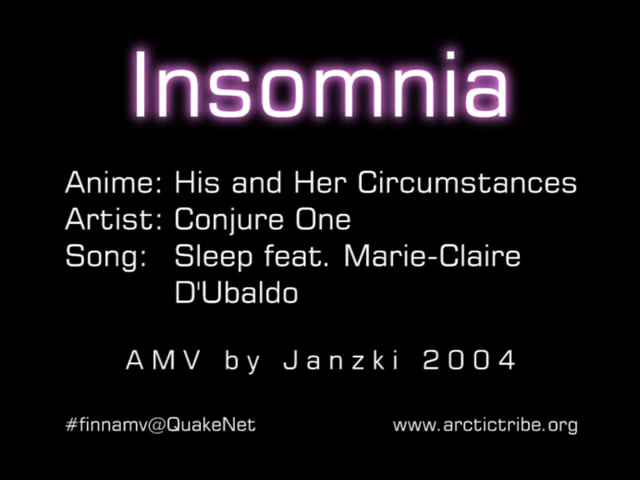 Insomnia
Anime: His and Her Circumstances
Artist: Conjure One
Song: Sleep feat. Marie-Claire
D'Ubaldo
AMV by Janzki 2004
#finnamv@QuakeNet
www.arctictribe.org